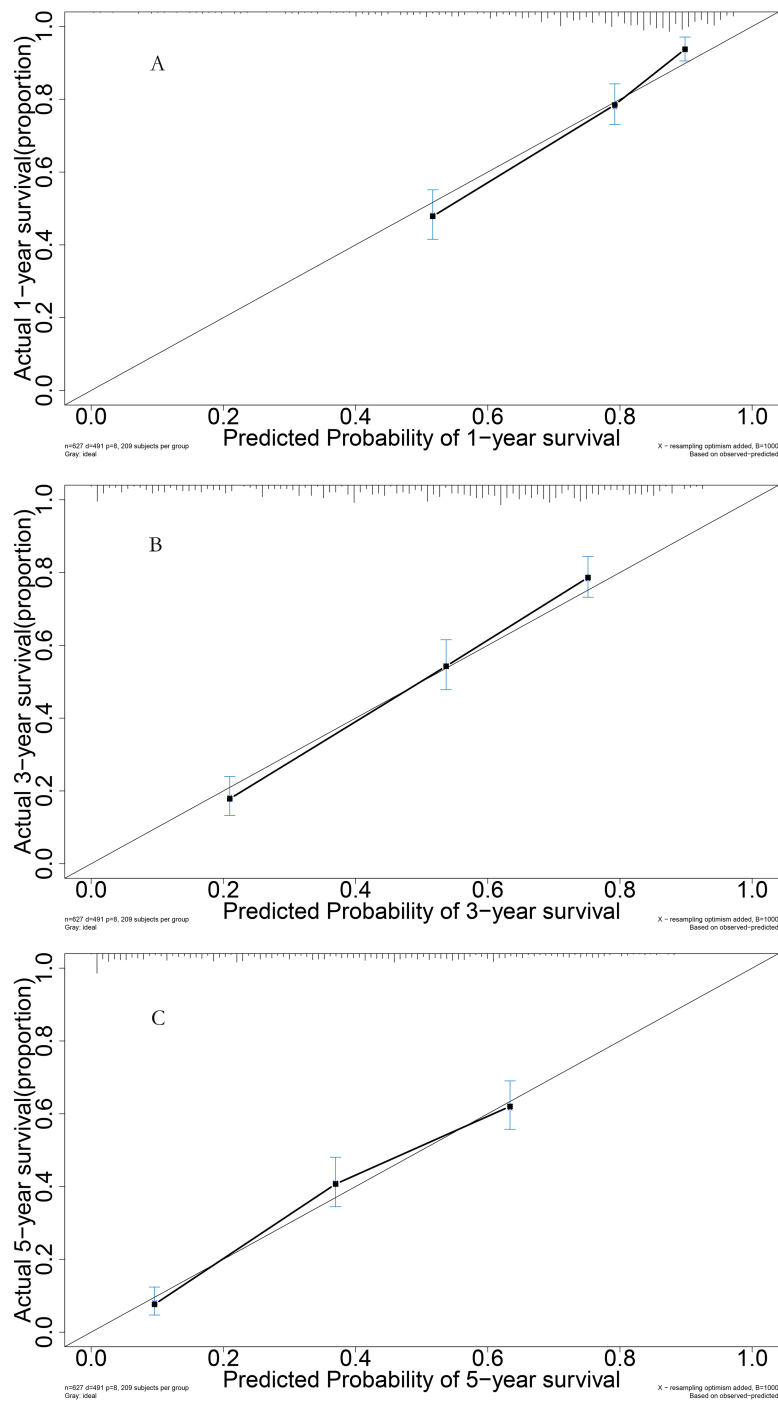 A
Actual 1−year survival(proportion)
0.0 0.2 0.4 0.6 0.8 1.0
0.0 0.2 0.4 0.6 0.8 1.0
Predicted Probability of 1−year survival
n=627 d=491 p=8, 209 subjects per group
Gray: ideal
X − resampling optimism added, B=1000
Based on observed−predicted
B
Actual 3−year survival(proportion)
0.0 0.2 0.4 0.6 0.8 1.0
0.0 0.2 0.4 0.6 0.8 1.0
Predicted Probability of 3−year survival
n=627 d=491 p=8, 209 subjects per group
Gray: ideal
X − resampling optimism added, B=1000
Based on observed−predicted
C
Actual 5−year survival(proportion)
0.0 0.2 0.4 0.6 0.8 1.0
0.0 0.2 0.4 0.6 0.8 1.0
Predicted Probability of 5−year survival
n=627 d=491 p=8, 209 subjects per group
Gray: ideal
X − resampling optimism added, B=1000
Based on observed−predicted